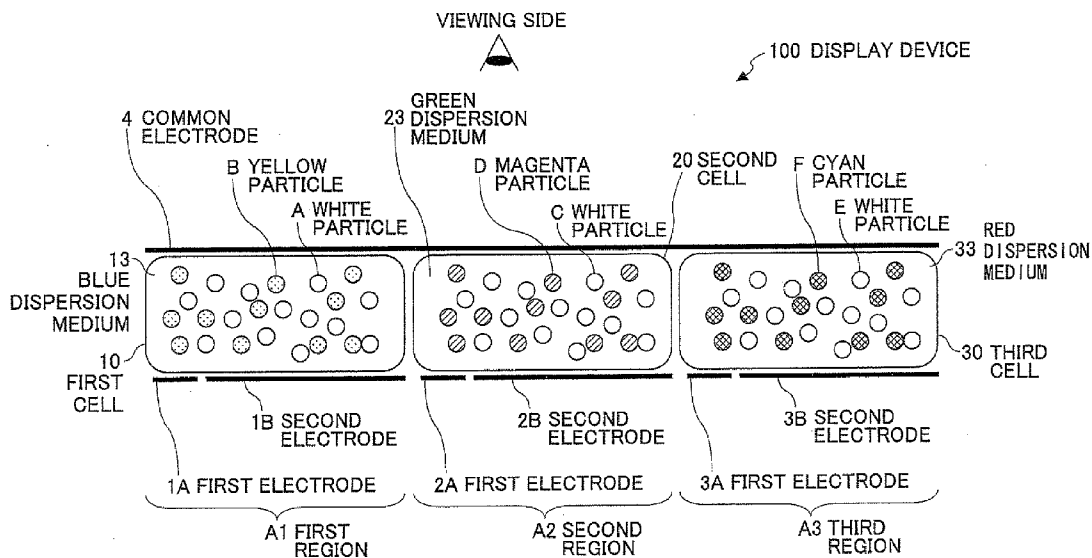 VIEWING SIDE
100 DISPLAY DEVICE
4 COMMON
ELECTRODE
B YELLOW
PARTICLE
A WHITE
PARTICLE
23 GREEN
DISPERSION
MEDIUM
D MAGENTA
PARTICLE
C WHITE
PARTICLE
20 SECOND
CELL
F CYAN
PARTICLE
E WHITE
PARTICLE
33 RED
DISPERSION
MEDIUM
13
BLUE
DISPERSION
MEDIUM
10
FIRST
CELL
30 THIRD
CELL
1B SECOND
ELECTRODE
2B SECOND
ELECTRODE
3B SECOND
ELECTRODE
1A FIRST ELECTRODE
2A FIRST ELECTRODE
3A FIRST ELECTRODE
A1 FIRST
REGION
A2 SECOND
REGION
A3 THIRD
REGION